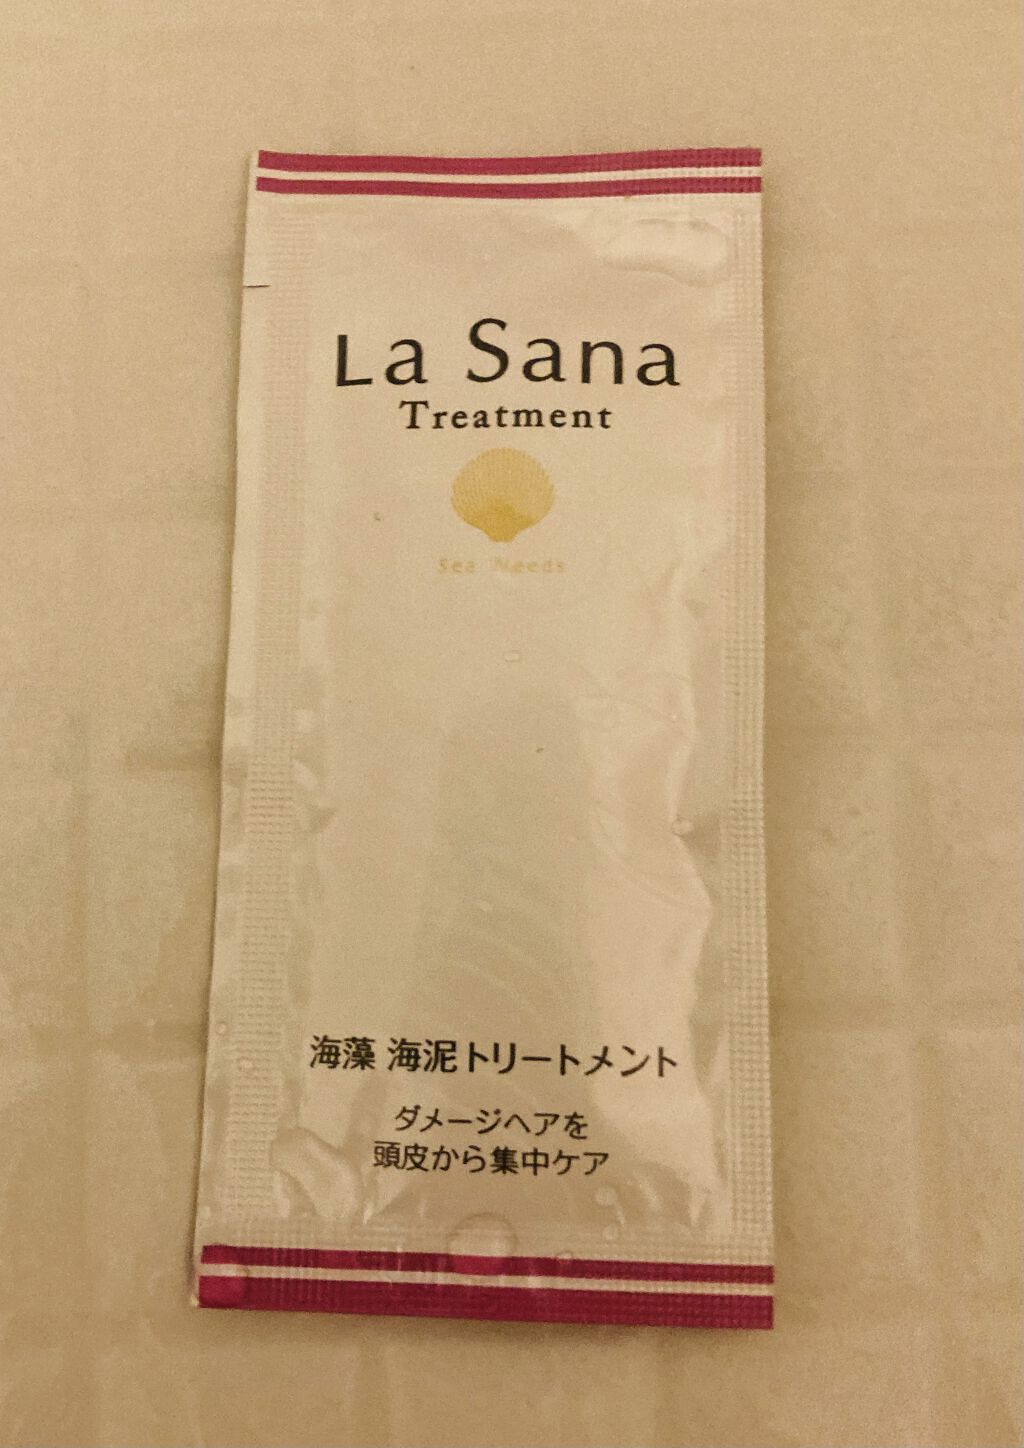 La Sana
Treatment
Sea Weeds
海藻 海泥トリートメント
ダメージヘアを
頭皮から集中ケア